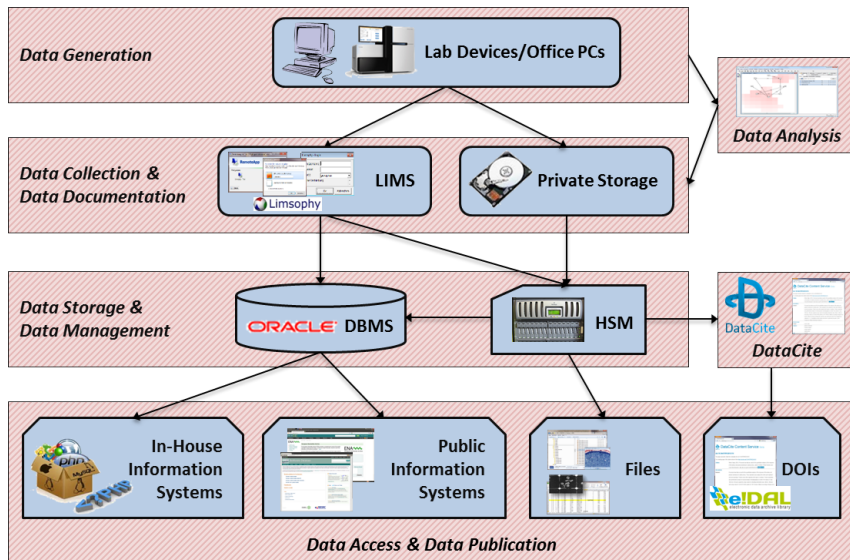 Data Generation
Lab Devices/Office PCs
Data Analysis
Data Collection &
Data Documentation
LIMS
Limsophy
Private Storage
Data Storage &
Data Management
ORACLE
DBMS
HSM
DataCite
DataCite
In-House
Information
Systems
Public
Information
Systems
Files
DOIs
e!DAL
electronic data archive library
Data Access & Data Publication